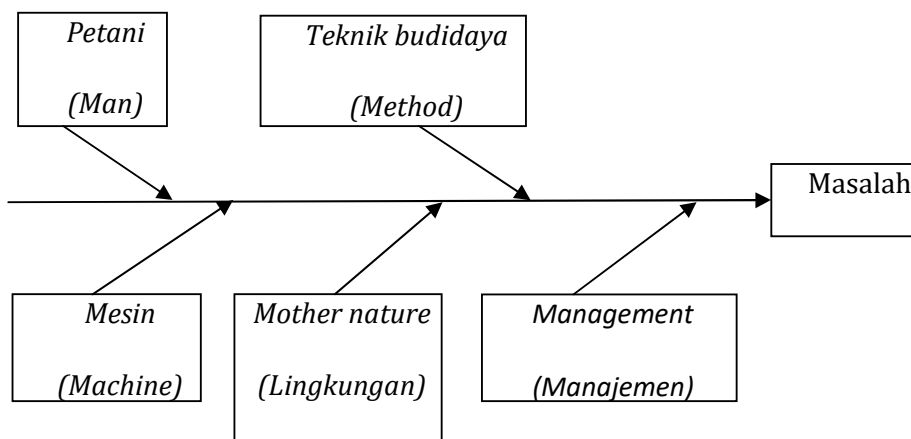 Petani
(Man)
Teknik budidaya
(Method)
Masalah
Mesin
(Machine)
Mother nature
(Lingkungan)
Management
(Manajemen)